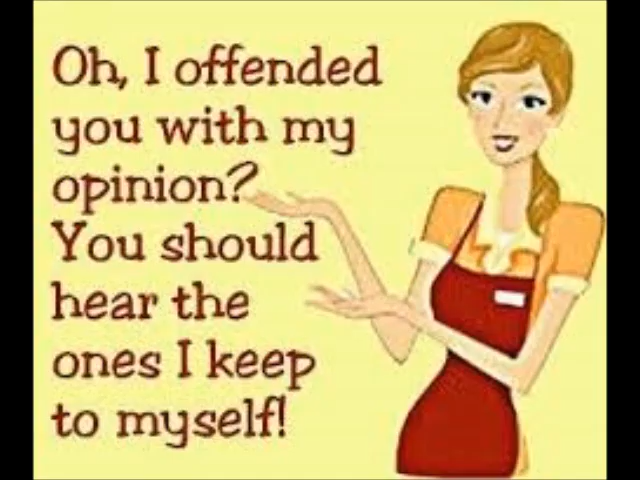 Oh, I offended
you with my
opinion?
You should
hear the
ones I keep
to myself!